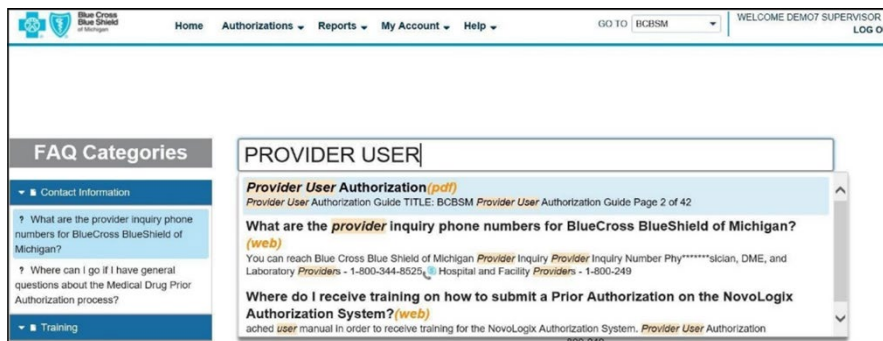 Blue Cross
Blue Shield
of Michigan
Home Authorizations Reports My Account Help
GO TO BCBSM
WELCOME DEMO7 SUPERVISOR
LOG O
FAQ Categories
Contact Information
? What are the provider inquiry phone
numbers for BlueCross BlueShield of
Michigan?
? Where can I go if I have general
questions about the Medical Drug Prior
Authorization process?
Training
PROVIDER USER
Provider User Authorization(pdf)
Provider User Authorization Guide TITLE: BCBSM Provider User Authorization Guide Page 2 of 42
What are the provider inquiry phone numbers for BlueCross BlueShield of Michigan?
(web)
You can reach Blue Cross Blue Shield of Michigan Provider Inquiry Provider Inquiry Number Phy*******sician, DME, and
Laboratory Providers - 1-800-344-8525 Hospital and Facility Providers - 1-800-249
Where do I receive training on how to submit a Prior Authorization on the NovoLogix
Authorization System?(web)
ached user manual in order to receive training for the NovoLogix Authorization System. Provider User Authorization